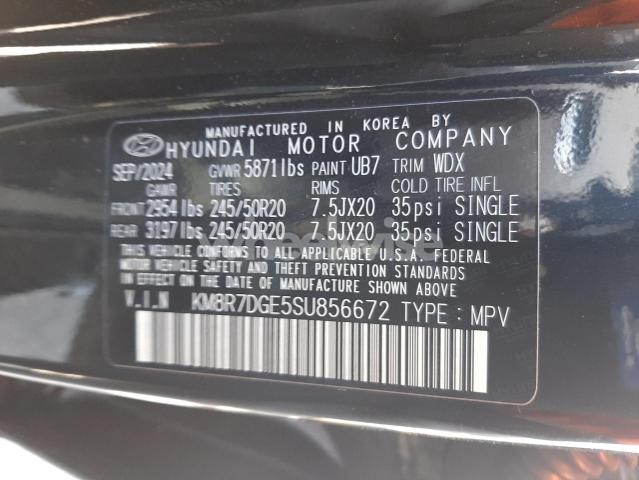 MANUFACTURED IN KOREA BY
HYUNDAI MOTOR COMPANY
SEP/2024 GVWR 5871lbs PAINT UB7 TRIM WDX
GAWR TIRES RIMS COLD TIRE INFL
FRONT 2954lbs 245/50R20 7.5JX20 35psi SINGLE
REAR 3197lbs 245/50R20 7.5JX20 35psi SINGLE
THIS VEHICLE CONFORMS TO ALL APPLICABLE U.S.A. FEDERAL
MOTOR VEHICLE SAFETY AND THEFT PREVENTION STANDARDS
IN EFFECT ON THE DATE OF MANUFACTURE SHOWN ABOVE.
V.I.N KM8R7DGE5SU856672 TYPE : MPV